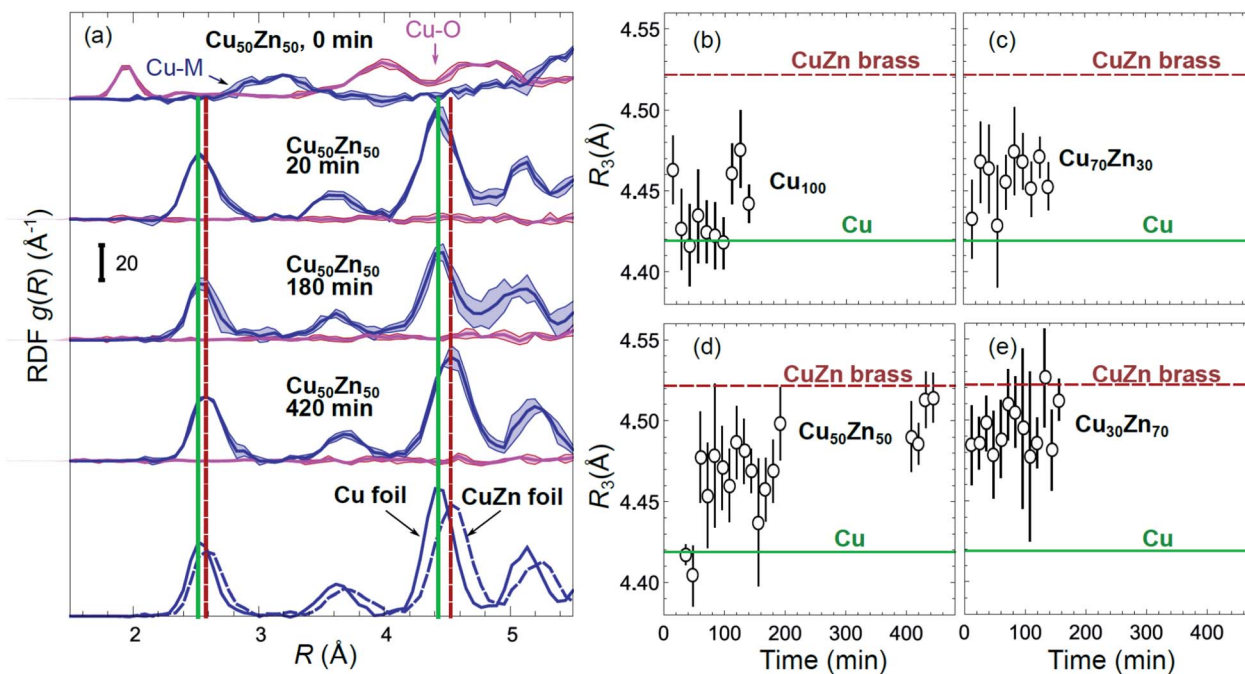 (a)
Cu₅₀Zn₅₀, 0 min
Cu–O
Cu-M
Cu₅₀Zn₅₀
20 min
20
Cu₅₀Zn₅₀
180 min
Cu₅₀Zn₅₀
420 min
Cu foil
CuZn foil
RDF g(R) (Å⁻¹)
2 3 4 5
R (Å)
(b)
4.55
CuZn brass
4.50
R₃(Å)
Cu₁₀₀
4.45
Cu
4.40
(c)
CuZn brass
Cu₇₀Zn₃₀
Cu
(d)
4.55
CuZn brass
4.50
Cu₅₀Zn₅₀
R₃(Å)
4.45
Cu
4.40
0 100 200 300 400
Time (min)
(e)
CuZn brass
Cu₃₀Zn₇₀
Cu
0 100 200 300 400
Time (min)